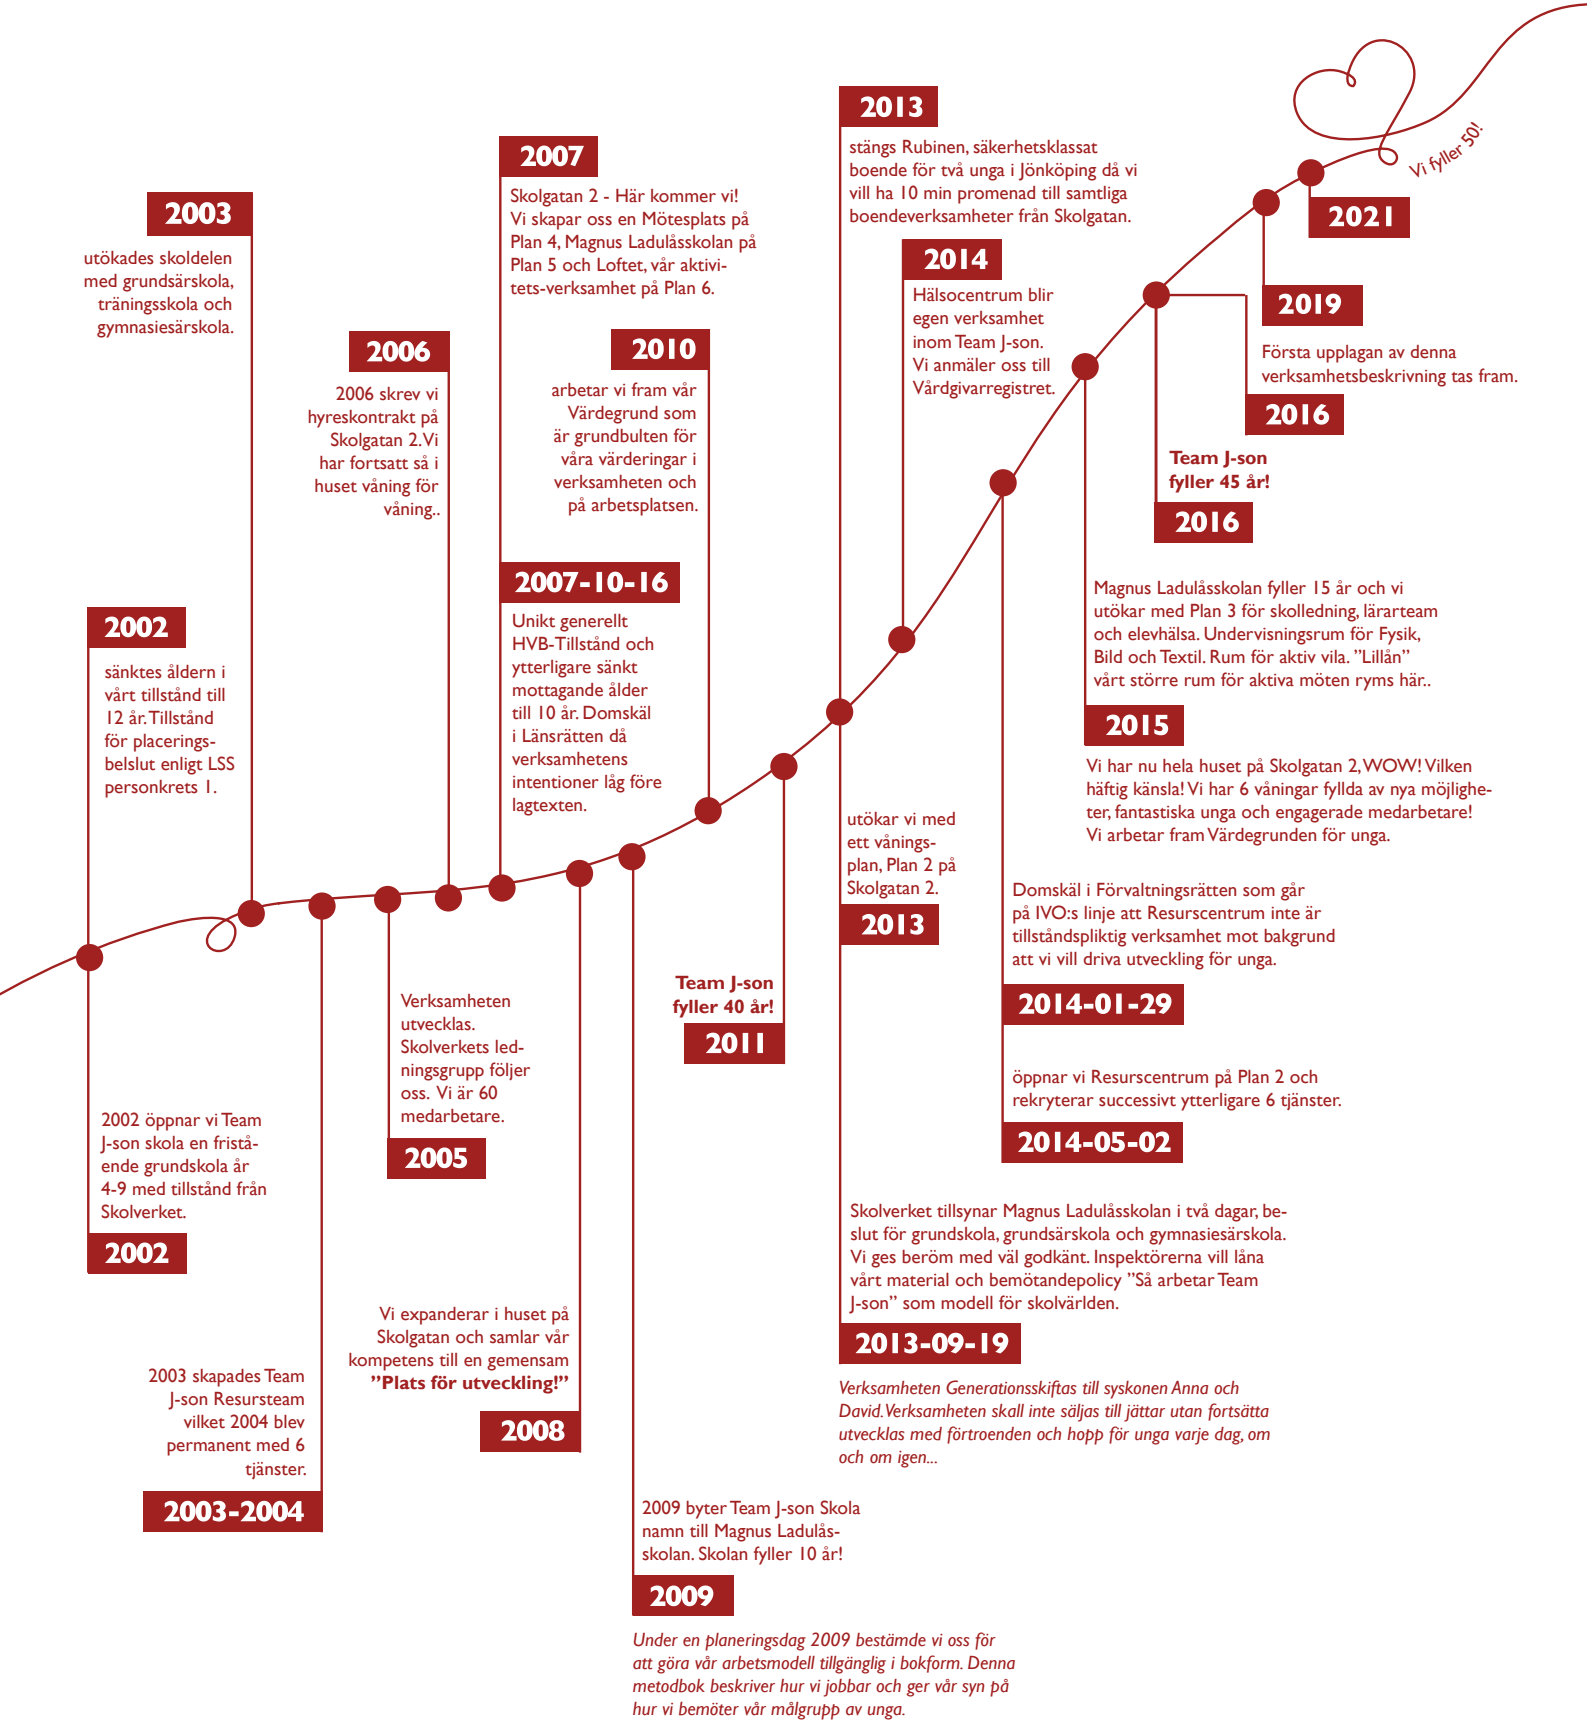 2002
sänktes åldern i
vårt tillstånd till
12 år. Tillstånd
för placerings-
belslut enligt LSS
personkrets 1.
2002 öppnar vi Team
J-son skola en fristå-
ende grundskola år
4-9 med tillstånd från
Skolverket.
2002
2003
utökades skoldelen
med grundsärskola,
träningsskola och
gymnasiesärskola.
2003 skapades Team
J-son Resursteam
vilket 2004 blev
permanent med 6
tjänster.
2003-2004
Verksamheten
utvecklas.
Skolverkets led-
ningsgrupp följer
oss. Vi är 60
medarbetare.
2005
2006
2006 skrev vi
hyreskontrakt på
Skolgatan 2. Vi
har fortsatt så i
huset våning för
våning..
2007
Skolgatan 2 - Här kommer vi!
Vi skapar oss en Mötesplats på
Plan 4, Magnus Ladulåsskolan på
Plan 5 och Loftet, vår aktivi-
tets-verksamhet på Plan 6.
2007-10-16
Unikt generellt
HVB-Tillstånd och
ytterligare sänkt
mottagande ålder
till 10 år. Domskäl
i Länsrätten då
verksamhetens
intentioner låg före
lagtexten.
Vi expanderar i huset på
Skolgatan och samlar vår
kompetens till en gemensam
”Plats för utveckling!”
2008
2009 byter Team J-son Skola
namn till Magnus Ladulås-
skolan. Skolan fyller 10 år!
2009
Under en planeringsdag 2009 bestämde vi oss för
att göra vår arbetsmodell tillgänglig i bokform. Denna
metodbok beskriver hur vi jobbar och ger vår syn på
hur vi bemöter vår målgrupp av unga.
2010
arbetar vi fram vår
Värdegrund som
är grundbulten för
våra värderingar i
verksamheten och
på arbetsplatsen.
Team J-son
fyller 40 år!
2011
2013
stängs Rubinen, säkerhetsklassat
boende för två unga i Jönköping då vi
vill ha 10 min promenad till samtliga
boendeverksamheter från Skolgatan.
utökar vi med
ett vånings-
plan, Plan 2 på
Skolgatan 2.
2013
Skolverket tillsynar Magnus Ladulåsskolan i två dagar, be-
slut för grundskola, grundsärskola och gymnasiesärskola.
Vi ges beröm med väl godkänt. Inspektörerna vill låna
vårt material och bemötandepolicy ”Så arbetar Team
J-son” som modell för skolvärlden.
2013-09-19
Verksamheten Generationsskiftas till syskonen Anna och
David. Verksamheten skall inte säljas till jättar utan fortsätta
utvecklas med förtroenden och hopp för unga varje dag, om
och om igen...
2014
Hälsocentrum blir
egen verksamhet
inom Team J-son.
Vi anmäler oss till
Vårdgivarregistret.
Domskäl i Förvaltningsrätten som går
på IVO:s linje att Resurscentrum inte är
tillståndspliktig verksamhet mot bakgrund
att vi vill driva utveckling för unga.
2014-01-29
öppnar vi Resurscentrum på Plan 2 och
rekryterar successivt ytterligare 6 tjänster.
2014-05-02
Magnus Ladulåsskolan fyller 15 år och vi
utökar med Plan 3 för skolledning, lärarteam
och elevhälsa. Undervisningsrum för Fysik,
Bild och Textil. Rum för aktiv vila. ”Lillån”
vårt större rum för aktiva möten ryms här..
2015
Vi har nu hela huset på Skolgatan 2, WOW! Vilken
häftig känsla! Vi har 6 våningar fyllda av nya möjlighe-
ter, fantastiska unga och engagerade medarbetare!
Vi arbetar fram Värdegrunden för unga.
Team J-son
fyller 45 år!
2016
Första upplagan av denna
verksamhetsbeskrivning tas fram.
2016
2019
2021
Vi fyller 50!